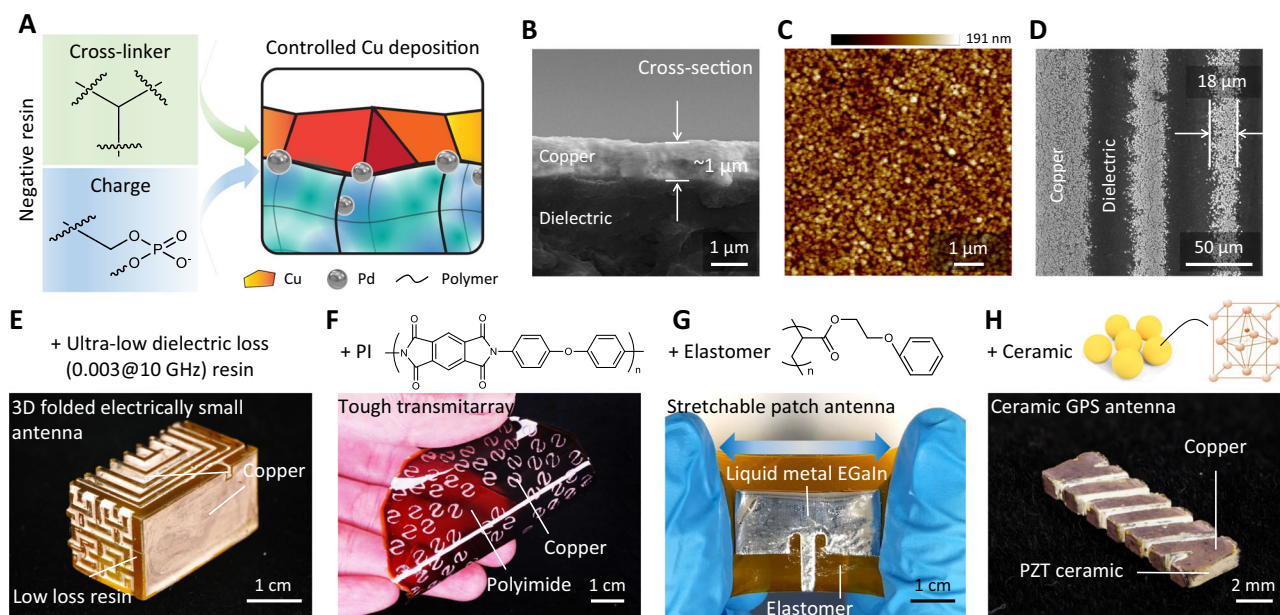 A
Negative resin
Cross-linker
Charge
O
O
P
O
O-
Controlled Cu deposition
Cu
Pd
Polymer
B
Cross-section
Copper
~1 µm
Dielectric
1 µm
C
191 nm
1 µm
D
18 µm
Copper
Dielectric
50 µm
E
+ Ultra-low dielectric loss
(0.003@10 GHz) resin
3D folded electrically small
antenna
Copper
Low loss resin
1 cm
F
+ PI
O
O
N
N
O
O
O
n
Tough transmitarray
Copper
Polyimide
1 cm
G
+ Elastomer
O
O
O
n
Stretchable patch antenna
Liquid metal EGaIn
Elastomer
1 cm
H
+ Ceramic
Ceramic GPS antenna
Copper
PZT ceramic
2 mm